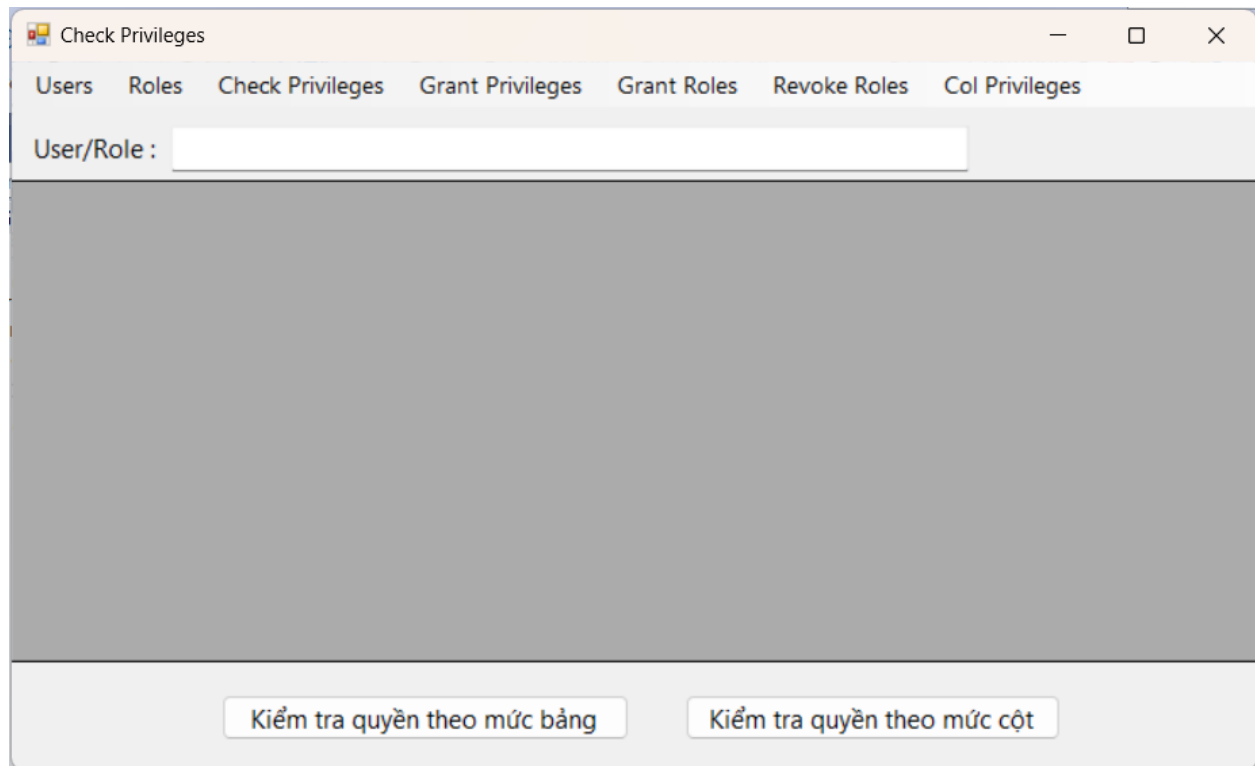 Check Privileges
Users Roles Check Privileges Grant Privileges Grant Roles Revoke Roles Col Privileges
User/Role :
Kiểm tra quyền theo mức bảng Kiểm tra quyền theo mức cột